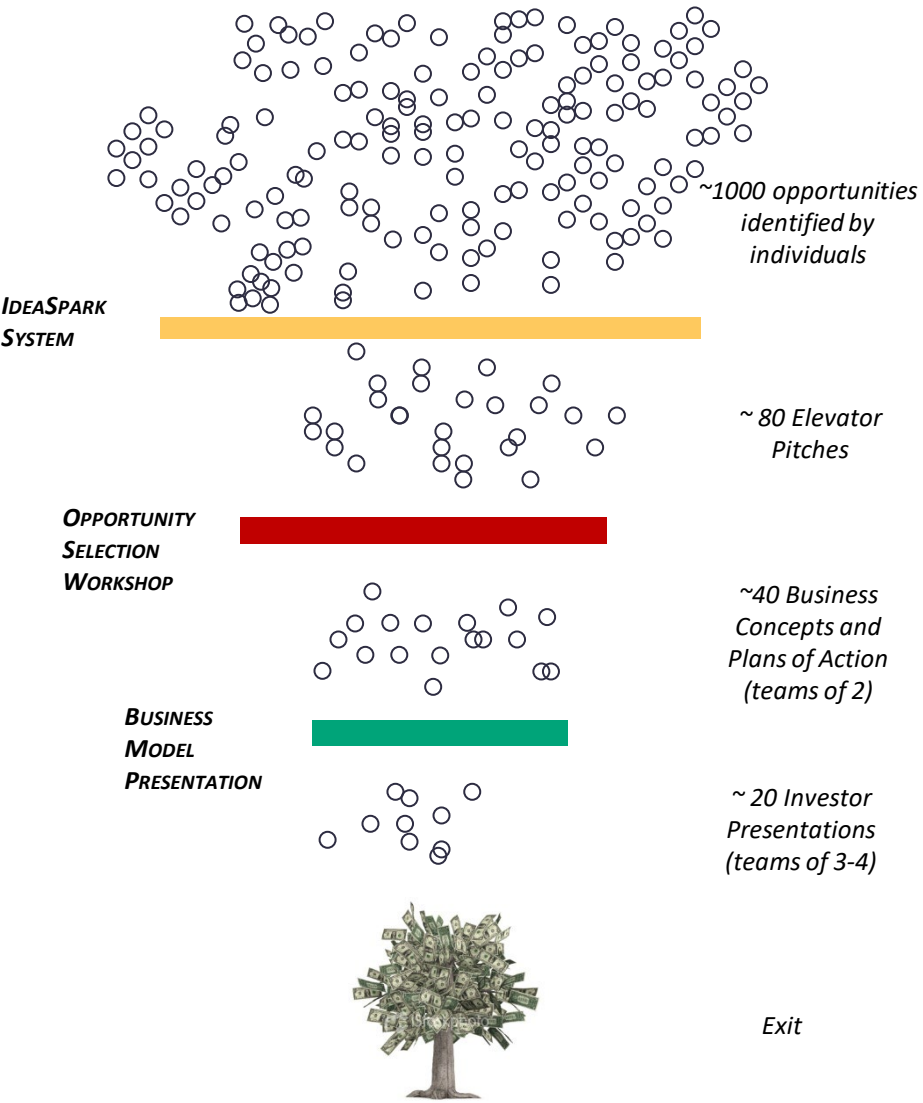 ~1000 opportunities
identified by
individuals
IDEASPARK
SYSTEM
~ 80 Elevator
Pitches
OPPORTUNITY
SELECTION
WORKSHOP
~40 Business
Concepts and
Plans of Action
(teams of 2)
BUSINESS
MODEL
PRESENTATION
~ 20 Investor
Presentations
(teams of 3-4)
Exit